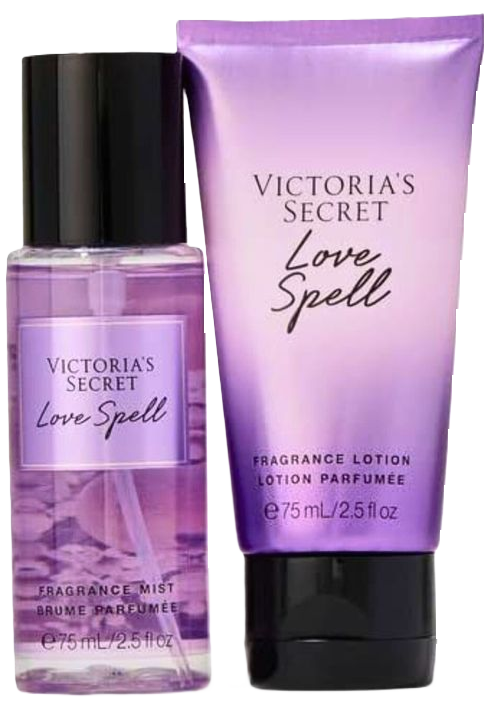 VICTORIA'S
SECRET
Love Spell
FRAGRANCE MIST
BRUME PARFUMÉE
℮75 mL/2.5 fl oz
VICTORIA'S
SECRET
Love
Spell
FRAGRANCE LOTION
LOTION PARFUMÉE
℮75 mL/2.5 fl oz